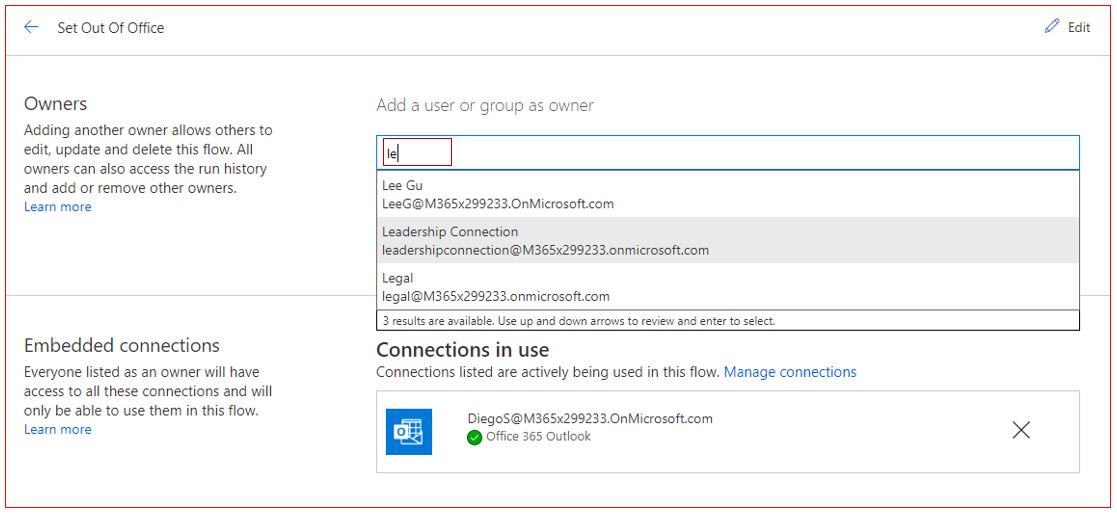 Set Out Of Office
Edit
Owners
Adding another owner allows others to
edit, update and delete this flow. All
owners can also access the run history
and add or remove other owners.
Learn more
Add a user or group as owner
le
Lee Gu
LeeG@M365x299233.OnMicrosoft.com
Leadership Connection
leadershipconnection@M365x299233.onmicrosoft.com
Legal
legal@M365x299233.onmicrosoft.com
3 results are available. Use up and down arrows to review and enter to select.
Embedded connections
Everyone listed as an owner will have
access to all these connections and will
only be able to use them in this flow.
Learn more
Connections in use
Connections listed are actively being used in this flow. Manage connections
DiegoS@M365x299233.OnMicrosoft.com
Office 365 Outlook